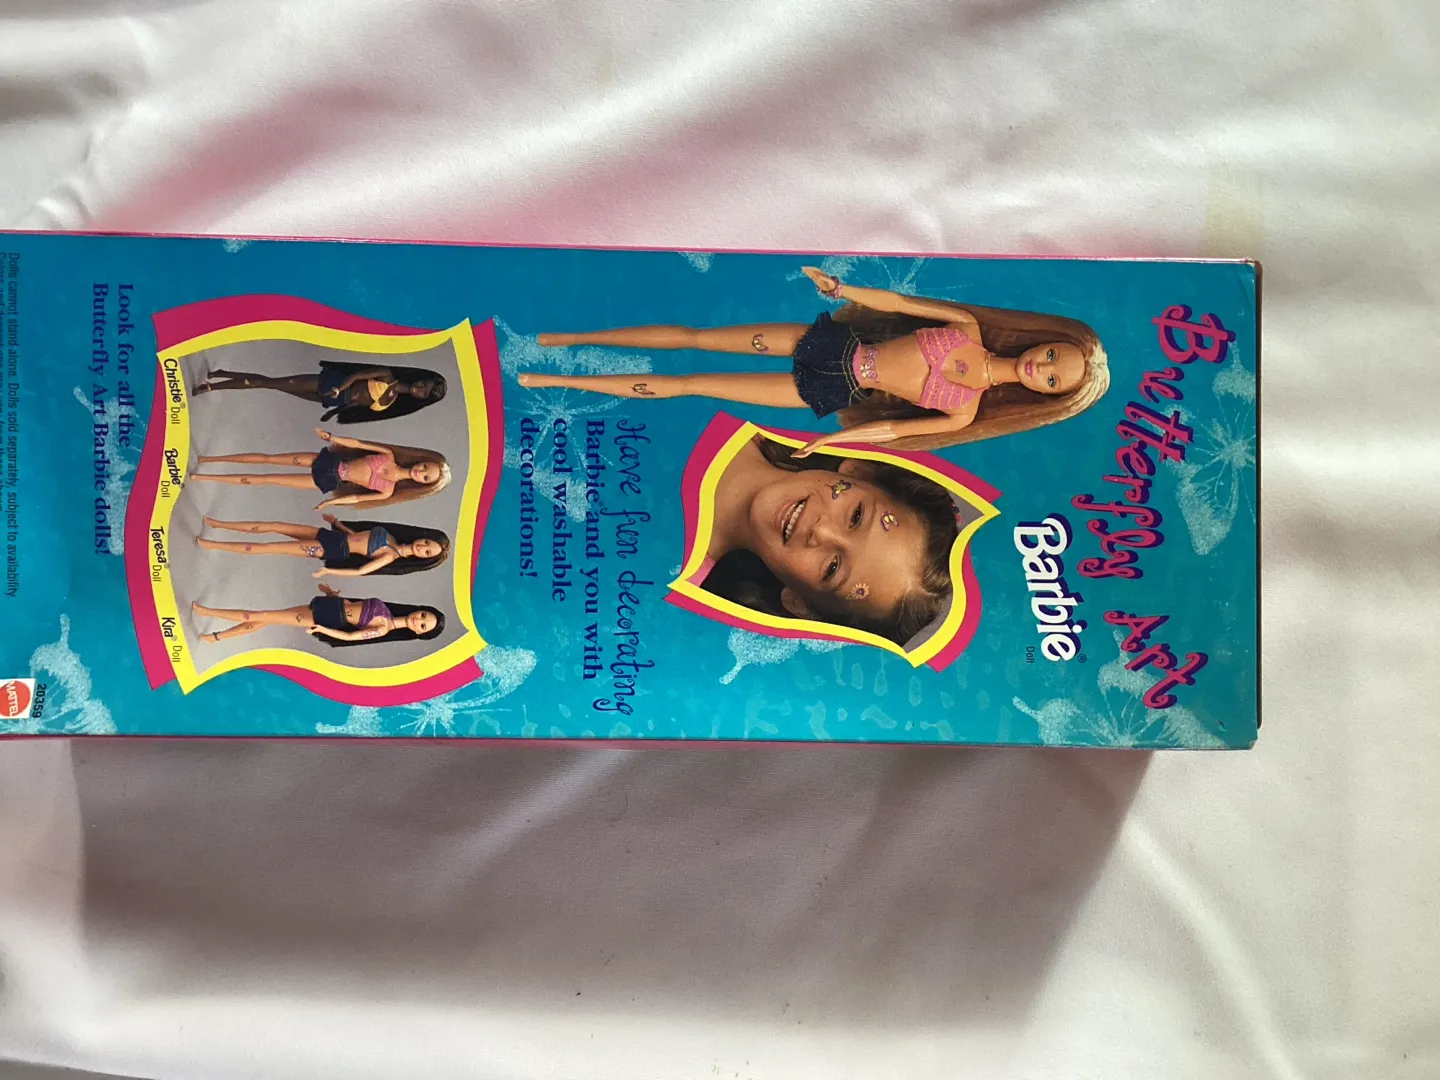 Butterfly Art
Barbie®
Doll
Have fun decorating
Barbie® and you with
cool washable
decorations!
Christie® Doll
Barbie® Doll
Teresa® Doll
Kira® Doll
Look for all the
Butterfly Art Barbie dolls!
20359
MATTEL
Dolls cannot stand alone. Dolls sold separately, subject to availability.